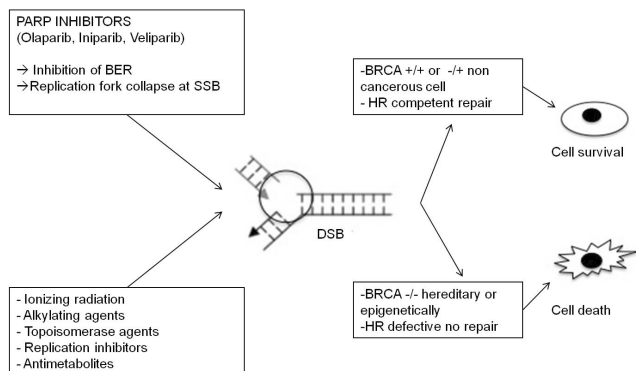 PARP INHIBITORS
(Olaparib, Iniparib, Veliparib)
→ Inhibition of BER
→Replication fork collapse at SSB
-BRCA +/+ or -/+ non
cancerous cell
- HR competent repair
Cell survival
DSB
- Ionizing radiation
- Alkylating agents
- Topoisomerase agents
- Replication inhibitors
- Antimetabolites
-BRCA -/- hereditary or
epigenetically
-HR defective no repair
Cell death